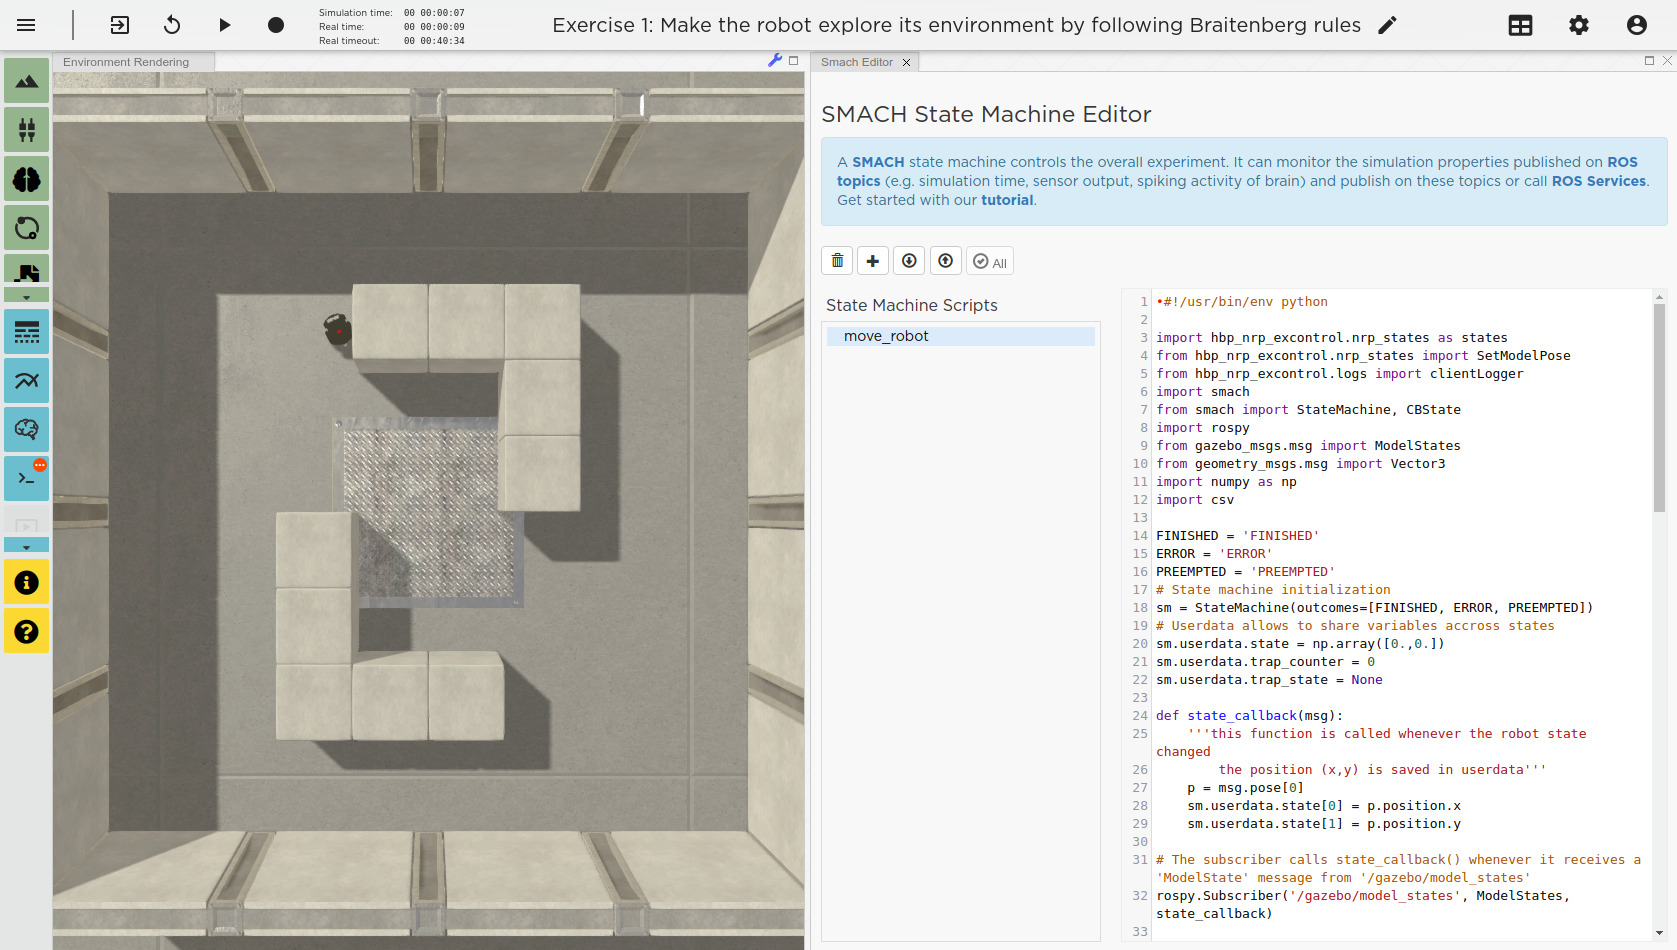 Simulation time: 00 00:00:07
Real time: 00 00:00:09
Real timeout: 00 00:40:34
Exercise 1: Make the robot explore its environment by following Braitenberg rules
Environment Rendering
Smach Editor
SMACH State Machine Editor
A SMACH state machine controls the overall experiment. It can monitor the simulation properties published on ROS
topics (e.g. simulation time, sensor output, spiking activity of brain) and publish on these topics or call ROS Services.
Get started with our tutorial.
All
State Machine Scripts
move_robot
1 #!/usr/bin/env python
2
3 import hbp_nrp_excontrol.nrp_states as states
4 from hbp_nrp_excontrol.nrp_states import SetModelPose
5 from hbp_nrp_excontrol.logs import clientLogger
6 import smach
7 from smach import StateMachine, CBState
8 import rospy
9 from gazebo_msgs.msg import ModelStates
10 from geometry_msgs.msg import Vector3
11 import numpy as np
12 import csv
13
14 FINISHED = 'FINISHED'
15 ERROR = 'ERROR'
16 PREEMPTED = 'PREEMPTED'
17 # State machine initialization
18 sm = StateMachine(outcomes=[FINISHED, ERROR, PREEMPTED])
19 # Userdata allows to share variables accross states
20 sm.userdata.state = np.array([0.,0.])
21 sm.userdata.trap_counter = 0
22 sm.userdata.trap_state = None
23
24 def state_callback(msg):
25     '''this function is called whenever the robot state
changed
26         the position (x,y) is saved in userdata'''
27     p = msg.pose[0]
28     sm.userdata.state[0] = p.position.x
29     sm.userdata.state[1] = p.position.y
30
31 # The subscriber calls state_callback() whenever it receives a
'ModelState' message from '/gazebo/model_states'
32 rospy.Subscriber('/gazebo/model_states', ModelStates,
state_callback)
33